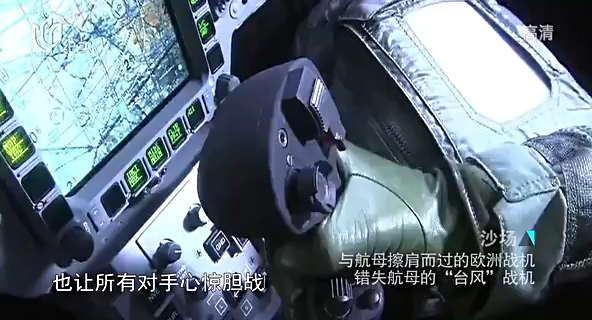 高清
沙场
与航母擦肩而过的欧洲战机
错失航母的“台风”战机
也让所有对手心惊胆战